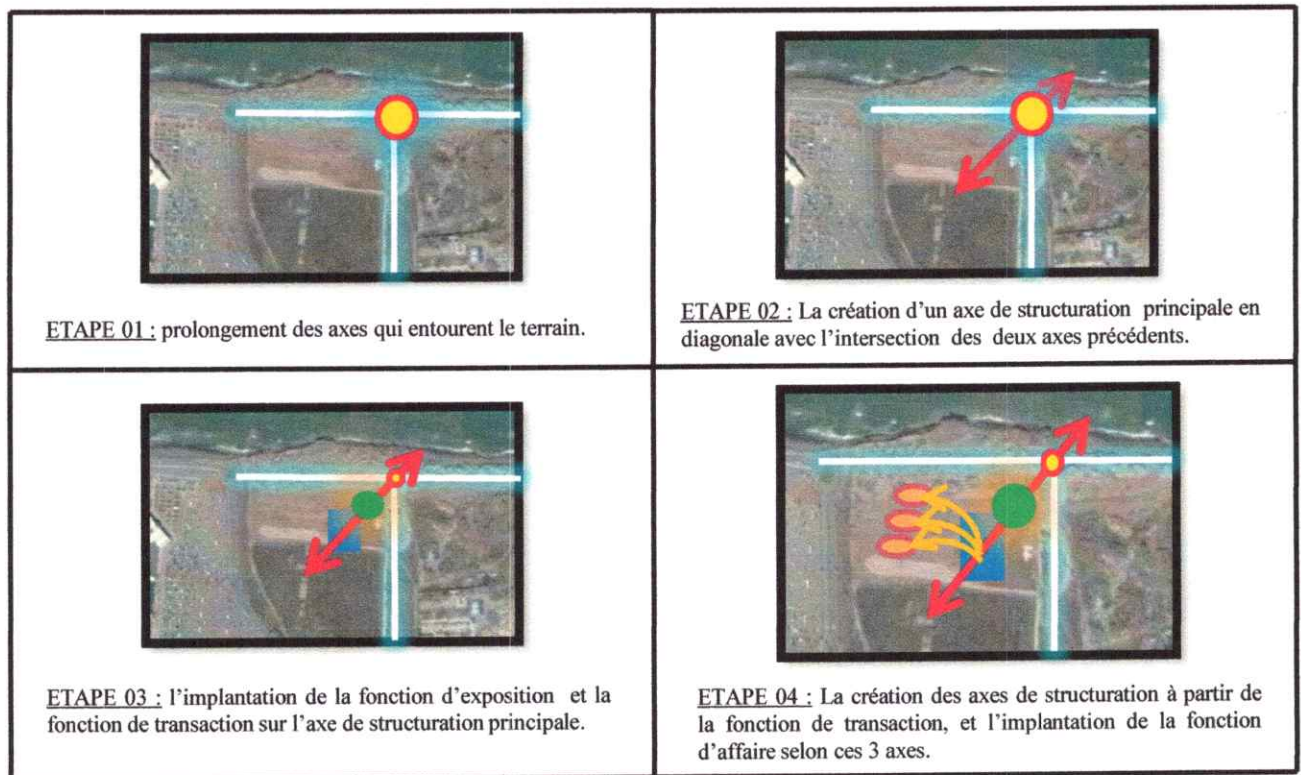 ETAPE 01 : prolongement des axes qui entourent le terrain.
ETAPE 02 : La création d'un axe de structuration principale en
diagonale avec l'intersection des deux axes précédents.
ETAPE 03 : l'implantation de la fonction d'exposition et la
fonction de transaction sur l'axe de structuration principale.
ETAPE 04 : La création des axes de structuration à partir de
la fonction de transaction, et l'implantation de la fonction
d'affaire selon ces 3 axes.